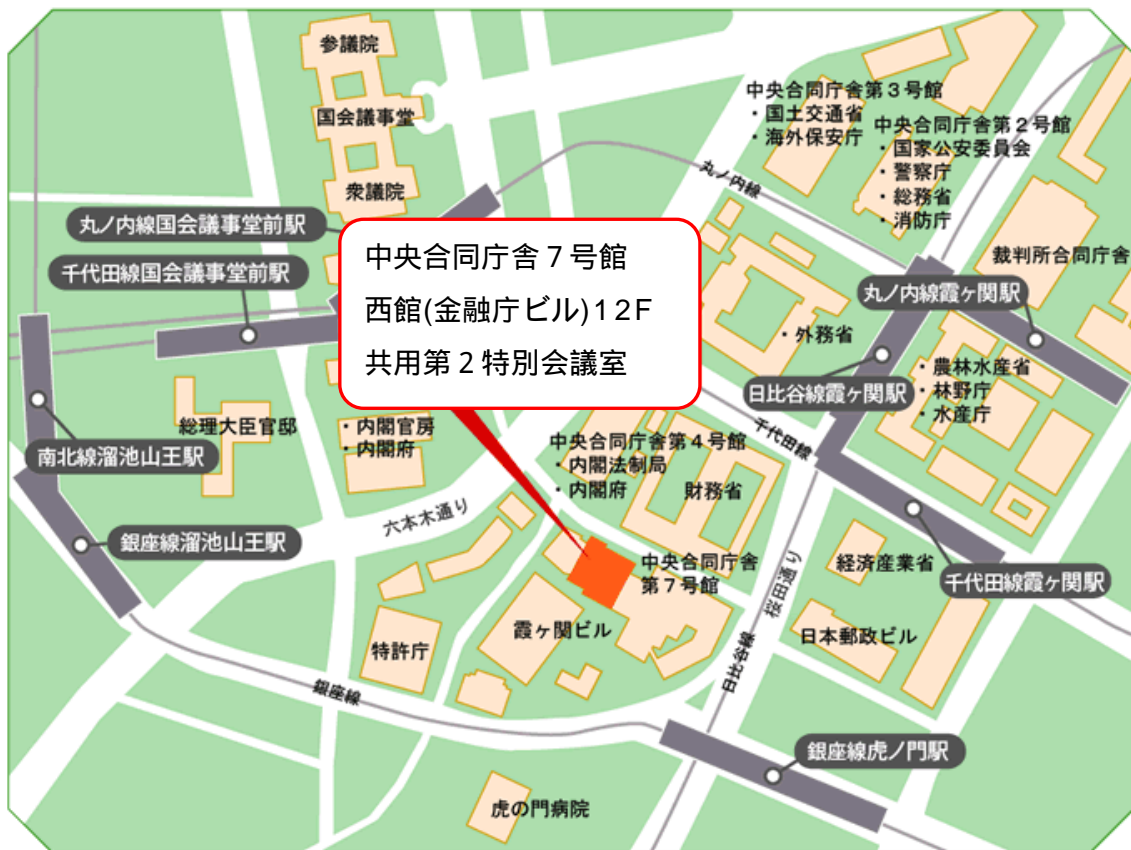 参議院
国会議事堂
衆議院
中央合同庁舎第3号館
・国土交通省
・海外保安庁
中央合同庁舎第2号館
・国家公安委員会
・警察庁
・総務省
・消防庁
丸ノ内線
丸ノ内線国会議事堂前駅
千代田線国会議事堂前駅
裁判所合同庁舎
中央合同庁舎7号館
西館(金融庁ビル)12F
共用第2特別会議室
丸ノ内線霞ヶ関駅
・外務省
日比谷線霞ヶ関駅
・農林水産省
・林野庁
・水産庁
総理大臣官邸
・内閣官房
・内閣府
南北線溜池山王駅
千代田線
中央合同庁舎第4号館
・内閣法制局
・内閣府
財務省
六本木通り
銀座線溜池山王駅
中央合同庁舎
第7号館
桜田通り
経済産業省
千代田線霞ヶ関駅
霞ヶ関ビル
特許庁
日本郵政ビル
日比谷線
銀座線
銀座線虎ノ門駅
虎の門病院